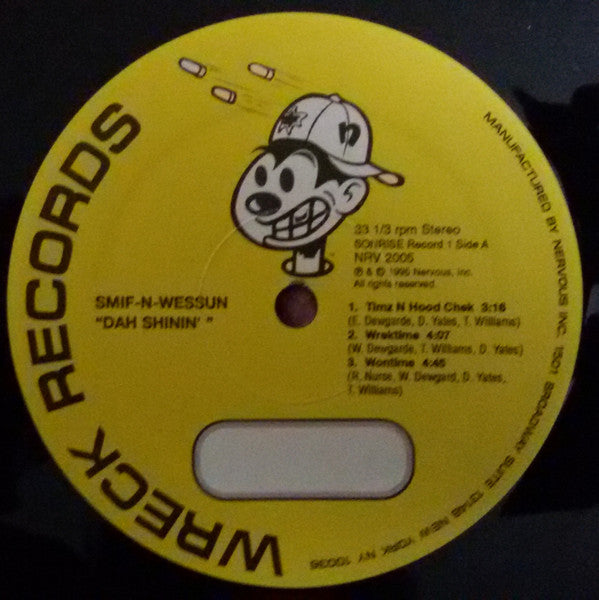 WRECK RECORDS
MANUFACTURED BY NERVOUS INC. 1501 BROADWAY SUITE 1314B NEW YORK NY 10036
n
33 1/3 rpm Stereo
SONRISE Record 1 Side A
NRV 2005
℗ & © 1995 Nervous, Inc.
All rights reserved.
SMIF-N-WESSUN
"DAH SHININ' "
1. Timz N Hood Chek 3:16
(E. Dewgarde, D. Yates, T. Williams)
2. Wrektime 4:07
(W. Dewgarde, T. Williams, D. Yates)
3. Wontime 4:45
(R. Nurse, W. Dewgard, D. Yates,
T. Williams)